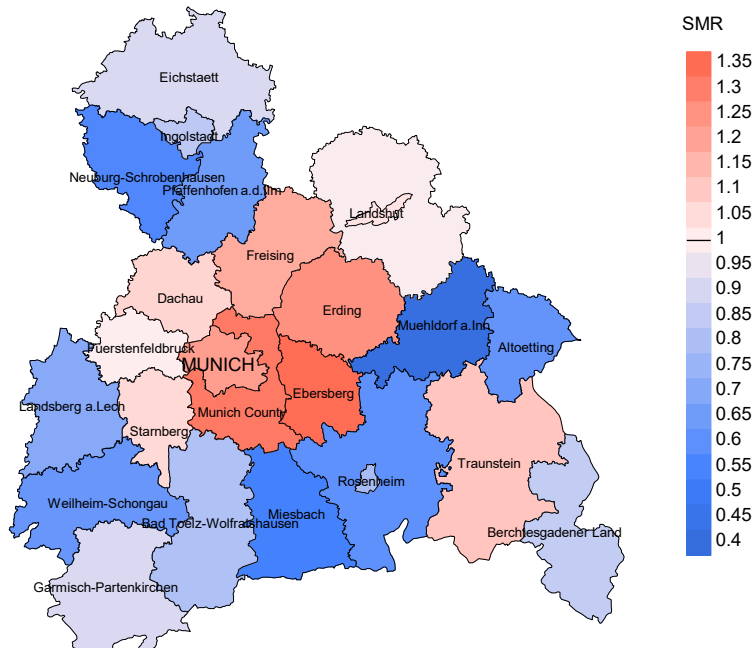 SMR
1.35
1.3
1.25
1.2
1.15
1.1
1.05
1
0.95
0.9
0.85
0.8
0.75
0.7
0.65
0.6
0.55
0.5
0.45
0.4
Eichstaett
Ingolstadt
Neuburg-Schrobenhausen
Pfaffenhofen a.d.Ilm
Landshut
Freising
Dachau
Erding
Muehldorf a.Inn
Altoetting
Fuerstenfeldbruck
MUNICH
Ebersberg
Landsberg a.Lech
Munich County
Starnberg
Traunstein
Rosenheim
Weilheim-Schongau
Miesbach
Bad Toelz-Wolfratshausen
Berchtesgadener Land
Garmisch-Partenkirchen